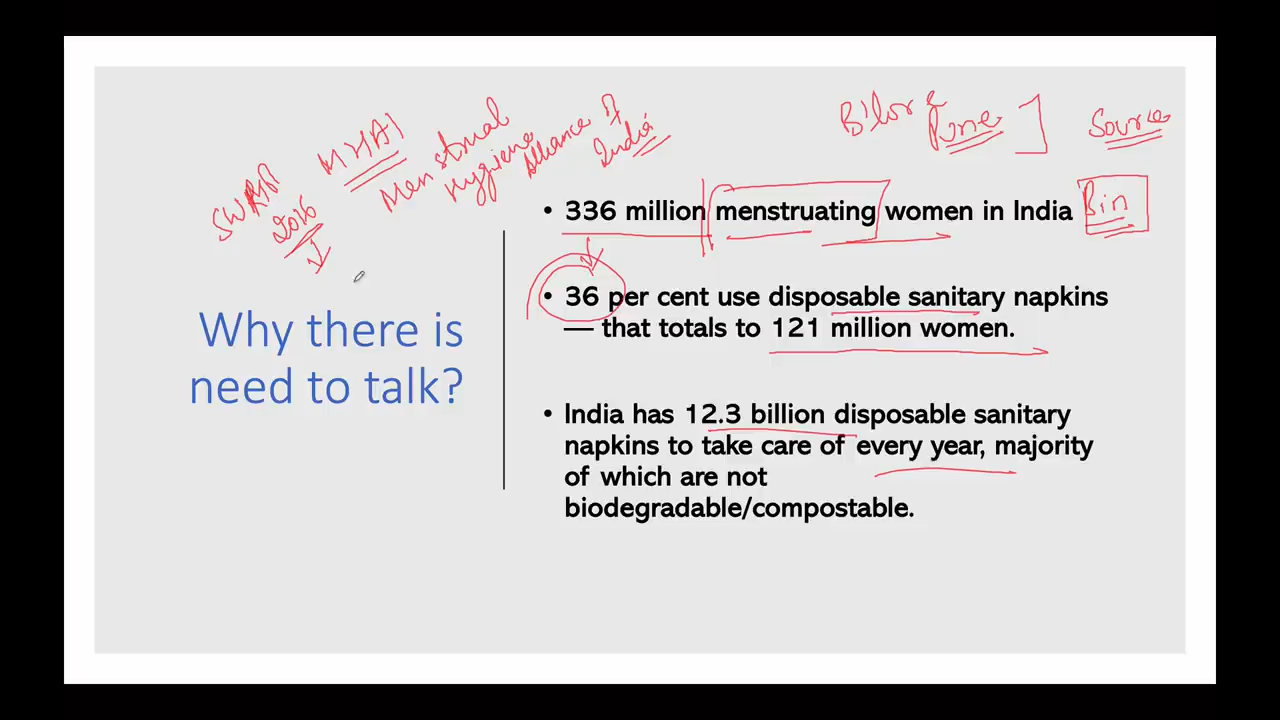 B'lore
Pune
Source
MHAI
Menstrual
Hygiene
Alliance of
India
2016
Bin
• 336 million menstruating women in India
• 36 per cent use disposable sanitary napkins
— that totals to 121 million women.
Why there is
need to talk?
• India has 12.3 billion disposable sanitary
napkins to take care of every year, majority
of which are not
biodegradable/compostable.